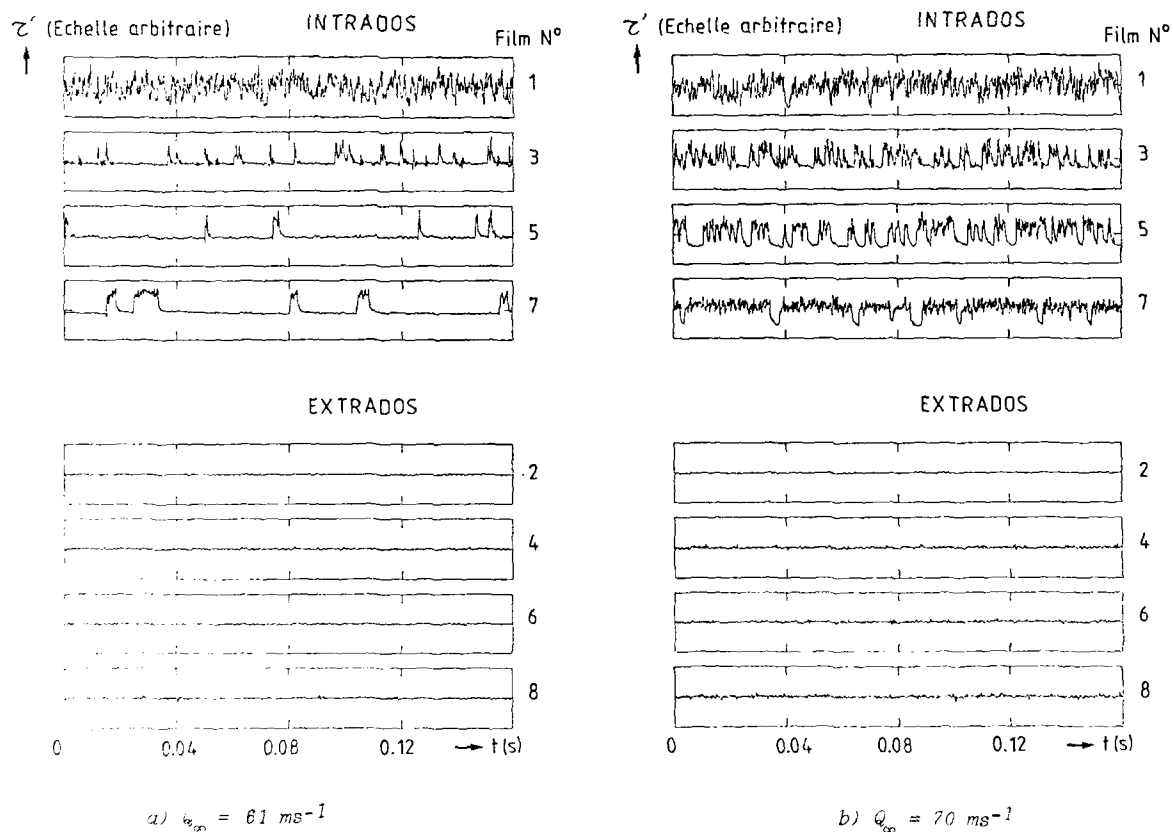 τ' (Echelle arbitraire) INTRADOS Film N°
1
3
5
7
EXTRADOS
2
4
6
8
0 0.04 0.08 0.12 t(s)
a) Q∞ = 61 ms-1
τ' (Echelle arbitraire) INTRADOS Film N°
1
3
5
7
EXTRADOS
2
4
6
8
0 0.04 0.08 0.12 t(s)
b) Q∞ = 70 ms-1